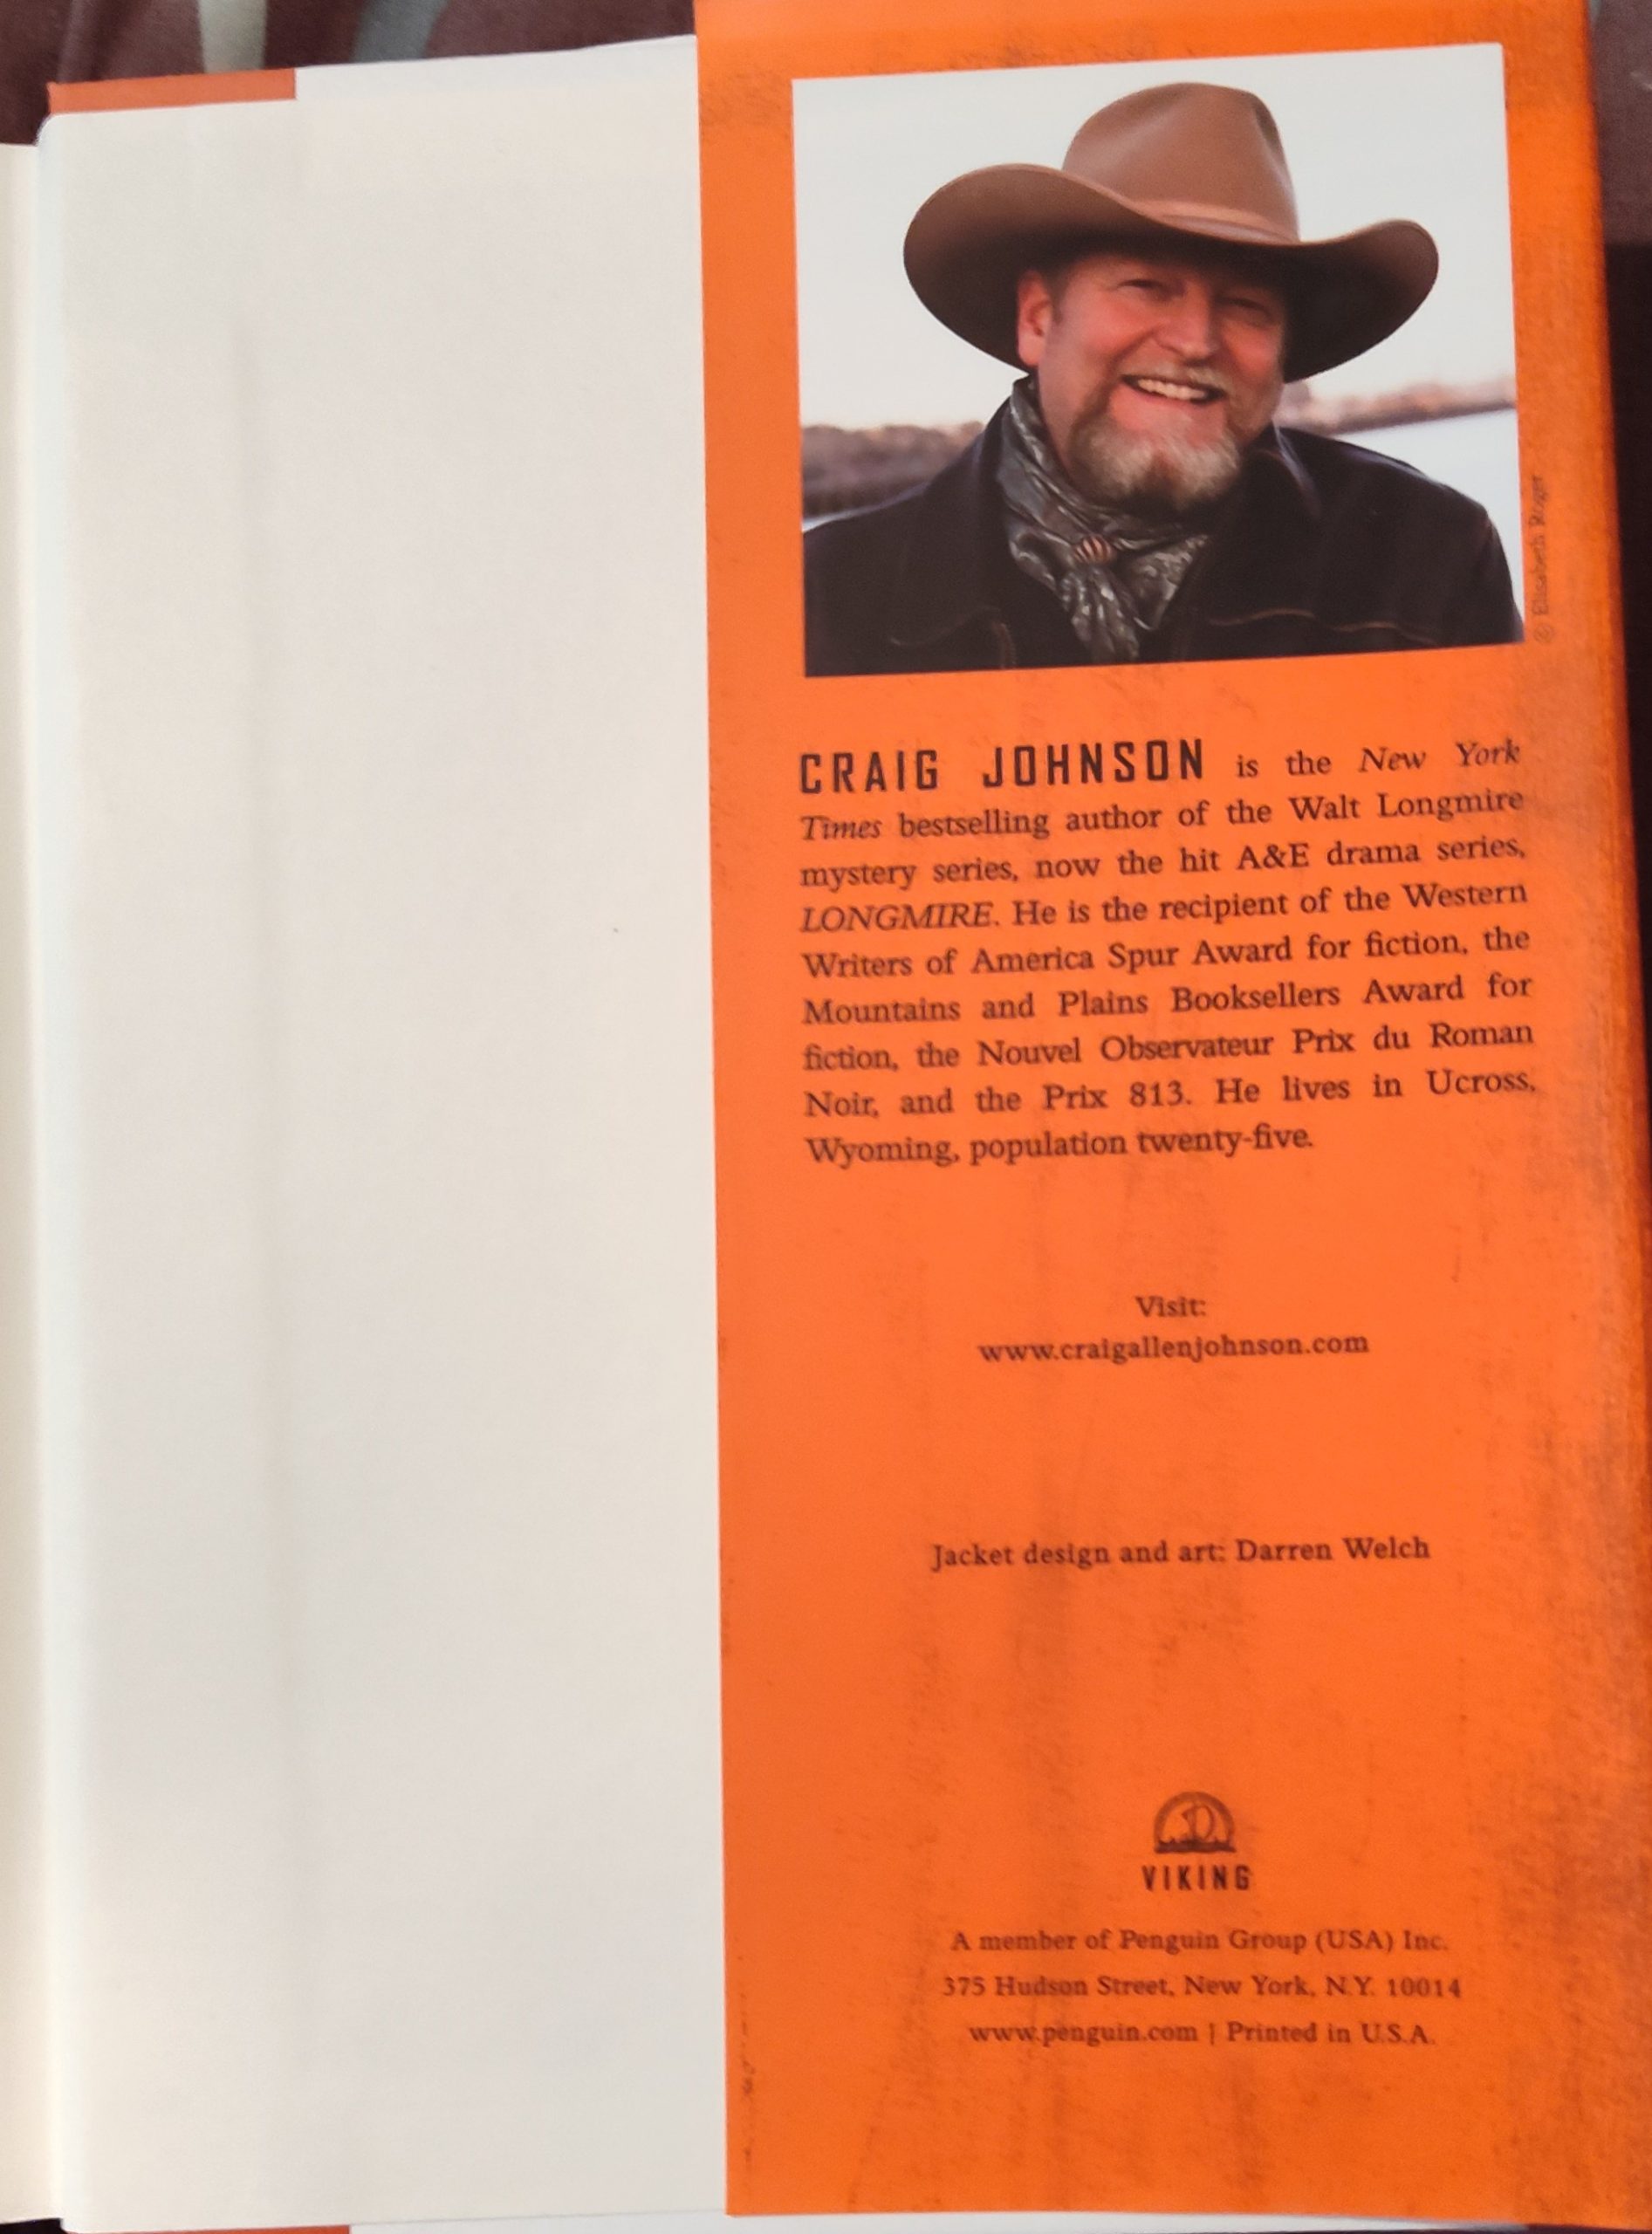 © Elisabeth Roger
CRAIG JOHNSON is the New York
Times bestselling author of the Walt Longmire
mystery series, now the hit A&E drama series,
LONGMIRE. He is the recipient of the Western
Writers of America Spur Award for fiction, the
Mountains and Plains Booksellers Award for
fiction, the Nouvel Observateur Prix du Roman
Noir, and the Prix 813. He lives in Ucross,
Wyoming, population twenty-five.
Visit:
www.craigallenjohnson.com
Jacket design and art: Darren Welch
VIKING
A member of Penguin Group (USA) Inc.
375 Hudson Street, New York, N.Y. 10014
www.penguin.com | Printed in U.S.A.